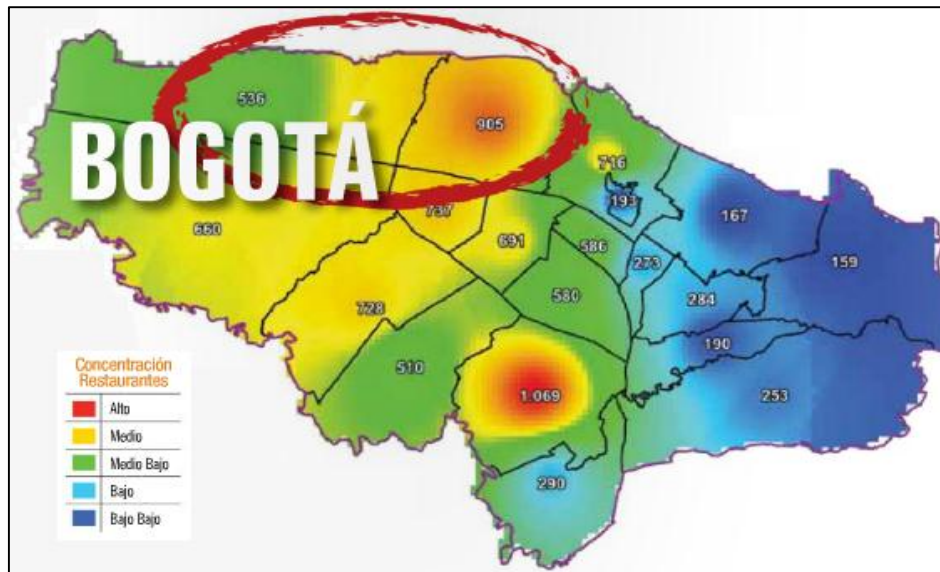 536
905
BOGOTÁ
716
193
167
737
660
691
586
273
159
580
284
728
190
510
1.069
253
290
Concentración
Restaurantes
Alto
Medio
Medio Bajo
Bajo
Bajo Bajo